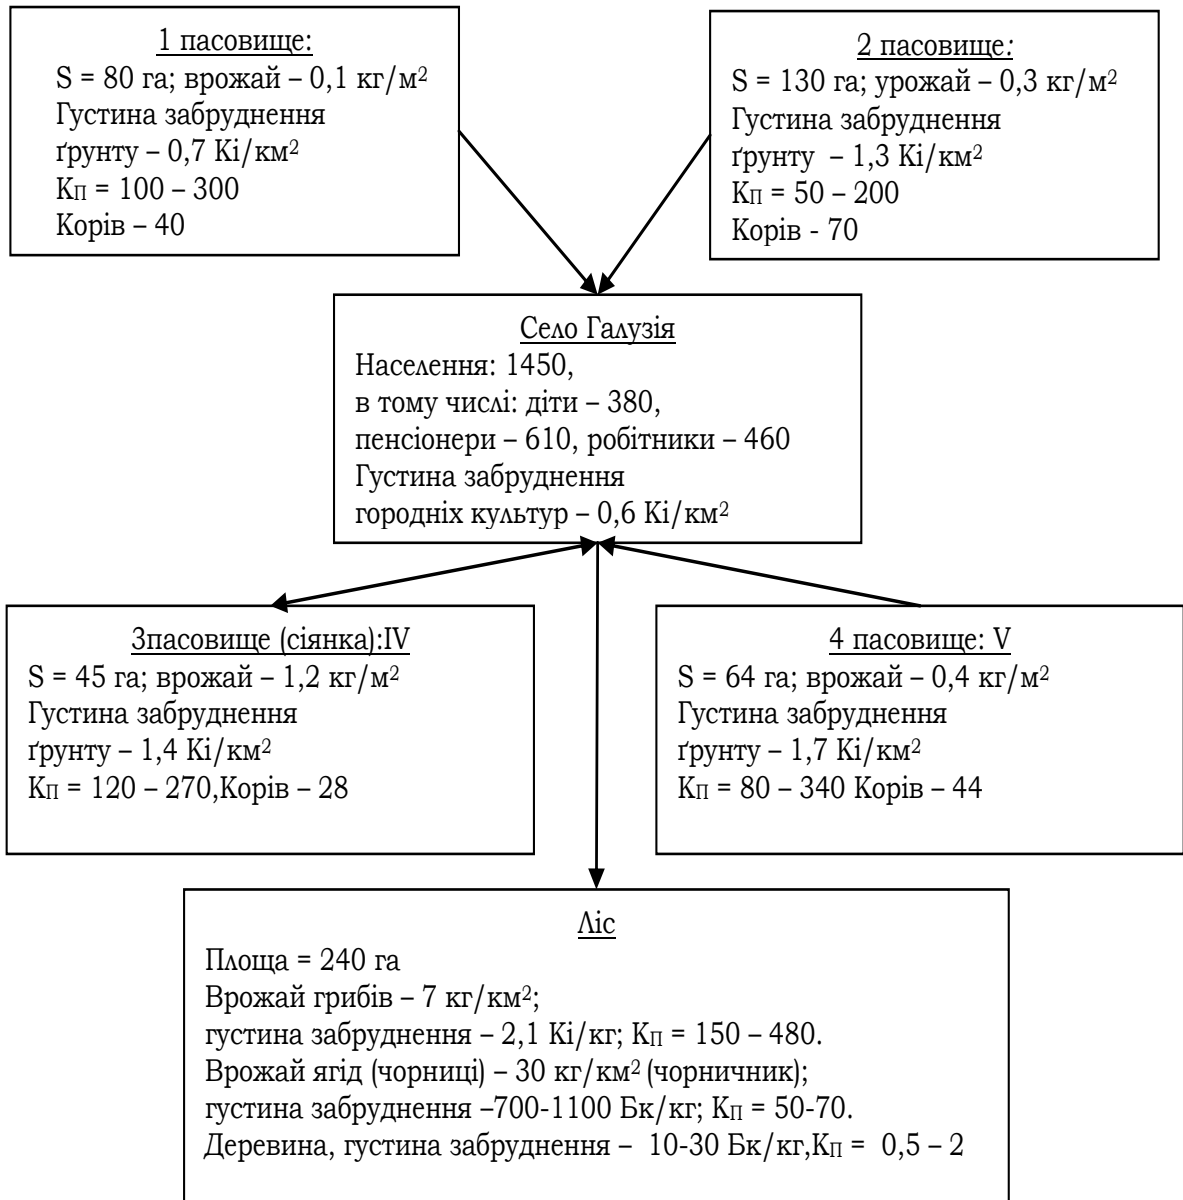 1 пасовище:
S = 80 га; врожай – 0,1 кг/м²
Густина забруднення
ґрунту – 0,7 Кі/км²
КП = 100 – 300
Корів – 40
2 пасовище:
S = 130 га; урожай – 0,3 кг/м²
Густина забруднення
ґрунту – 1,3 Кі/км²
КП = 50 – 200
Корів - 70
Село Галузія
Населення: 1450,
в тому числі: діти – 380,
пенсіонери – 610, робітники – 460
Густина забруднення
городніх культур – 0,6 Кі/км²
3пасовище (сіянка):IV
S = 45 га; врожай – 1,2 кг/м²
Густина забруднення
ґрунту – 1,4 Кі/км²
КП = 120 – 270,Корів – 28
4 пасовище: V
S = 64 га; врожай – 0,4 кг/м²
Густина забруднення
ґрунту – 1,7 Кі/км²
КП = 80 – 340 Корів – 44
Ліс
Площа = 240 га
Врожай грибів – 7 кг/км²;
густина забруднення – 2,1 Кі/кг; КП = 150 – 480.
Врожай ягід (чорниці) – 30 кг/км² (чорничник);
густина забруднення –700-1100 Бк/кг; КП = 50-70.
Деревина, густина забруднення – 10-30 Бк/кг,КП = 0,5 – 2